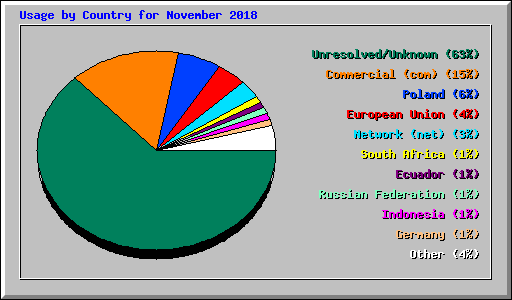 Usage by Country for November 2018
Unresolved/Unknown (63%)
Commercial (com) (15%)
Poland (6%)
European Union (4%)
Network (net) (3%)
South Africa (1%)
Ecuador (1%)
Russian Federation (1%)
Indonesia (1%)
Germany (1%)
Other (4%)